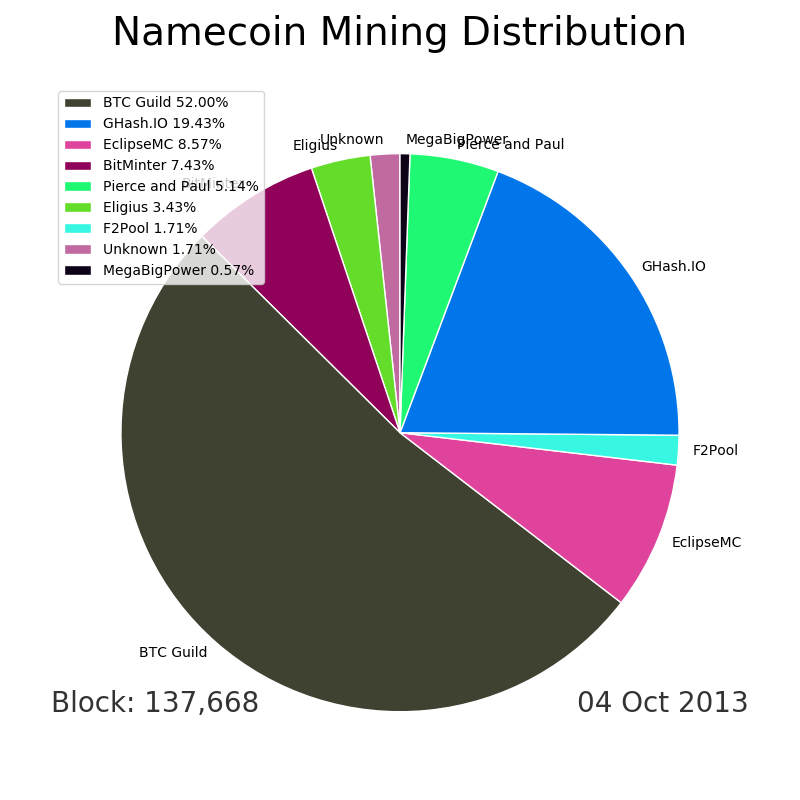 Namecoin Mining Distribution
BTC Guild 52.00%
GHash.IO 19.43%
EclipseMC 8.57%
BitMinter 7.43%
Pierce and Paul 5.14%
Eligius 3.43%
F2Pool 1.71%
Unknown 1.71%
MegaBigPower 0.57%
Unknown
MegaBigPower
Eligius
Pierce and Paul
BitMinter
GHash.IO
F2Pool
EclipseMC
BTC Guild
Block: 137,668
04 Oct 2013